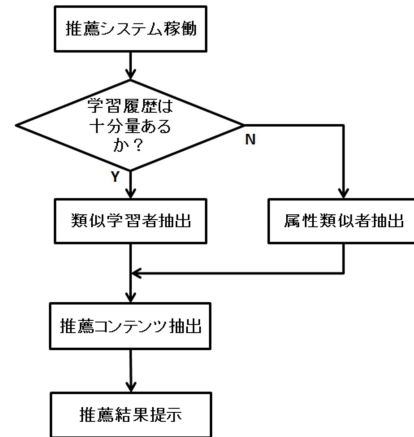 推薦システム稼働
学習履歴は
十分量ある
か？
N
Y
類似学習者抽出
属性類似者抽出
推薦コンテンツ抽出
推薦結果提示